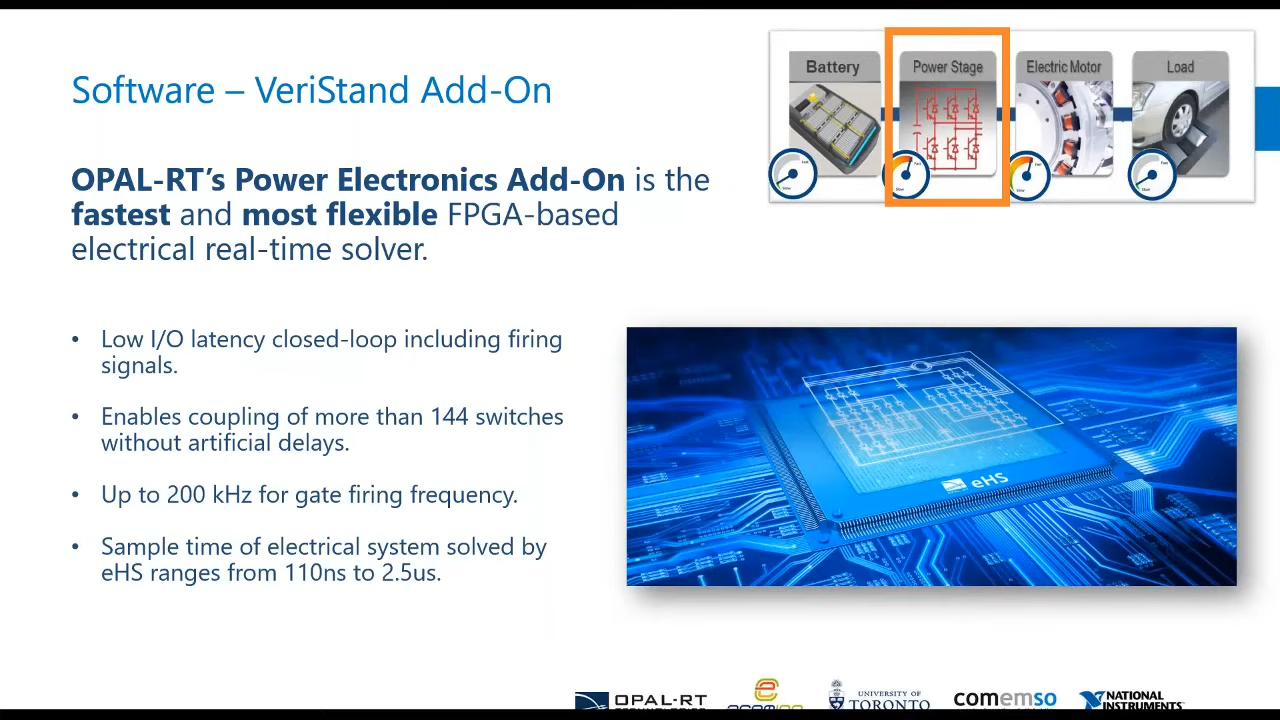 Battery
Power Stage
Electric Motor
Load
Software – VeriStand Add-On
OPAL-RT’s Power Electronics Add-On is the
fastest and most flexible FPGA-based
electrical real-time solver.
• Low I/O latency closed-loop including firing
signals.
• Enables coupling of more than 144 switches
without artificial delays.
• Up to 200 kHz for gate firing frequency.
• Sample time of electrical system solved by
eHS ranges from 110ns to 2.5us.
eHS
OPAL-RT
TECHNOLOGIES
UNIVERSITY OF
TORONTO
comemso
NATIONAL
INSTRUMENTS